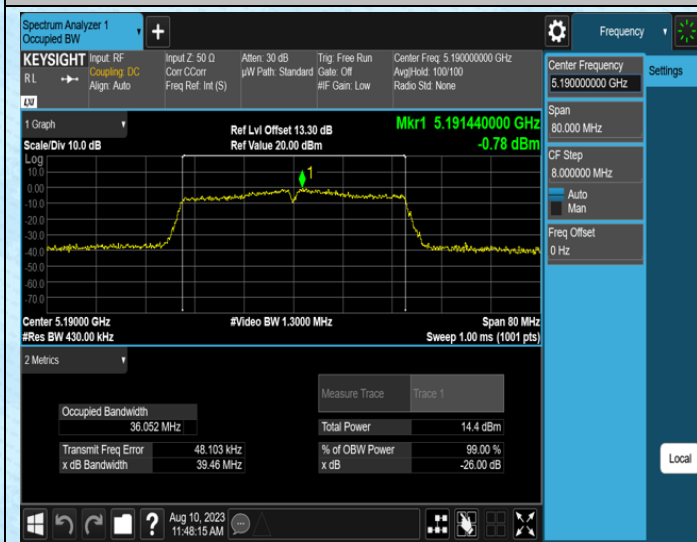 Spectrum Analyzer 1
Occupied BW
Frequency
KEYSIGHT
R L
LXI
Input: RF
Coupling: DC
Align: Auto
Input Z: 50 Ω
Corr CCorr
Freq Ref: Int (S)
Atten: 30 dB
µW Path: Standard
Trig: Free Run
Gate: Off
#IF Gain: Low
Center Freq: 5.190000000 GHz
Avg|Hold: 100/100
Radio Std: None
Center Frequency
5.190000000 GHz
Settings
Span
80.000 MHz
CF Step
8.000000 MHz
Auto
Man
Freq Offset
0 Hz
Local
1 Graph
Scale/Div 10.0 dB
Ref Lvl Offset 13.30 dB
Ref Value 20.00 dBm
Mkr1 5.191440000 GHz
-0.78 dBm
Log
10.0
0.00
-10.0
-20.0
-30.0
-40.0
-50.0
-60.0
-70.0
1
Center 5.19000 GHz
#Res BW 430.00 kHz
#Video BW 1.3000 MHz
Span 80 MHz
Sweep 1.00 ms (1001 pts)
2 Metrics
Measure Trace Trace 1
Occupied Bandwidth
36.052 MHz
Total Power 14.4 dBm
Transmit Freq Error 48.103 kHz
% of OBW Power 99.00 %
x dB Bandwidth 39.46 MHz
x dB -26.00 dB
?
Aug 10, 2023
11:48:15 AM